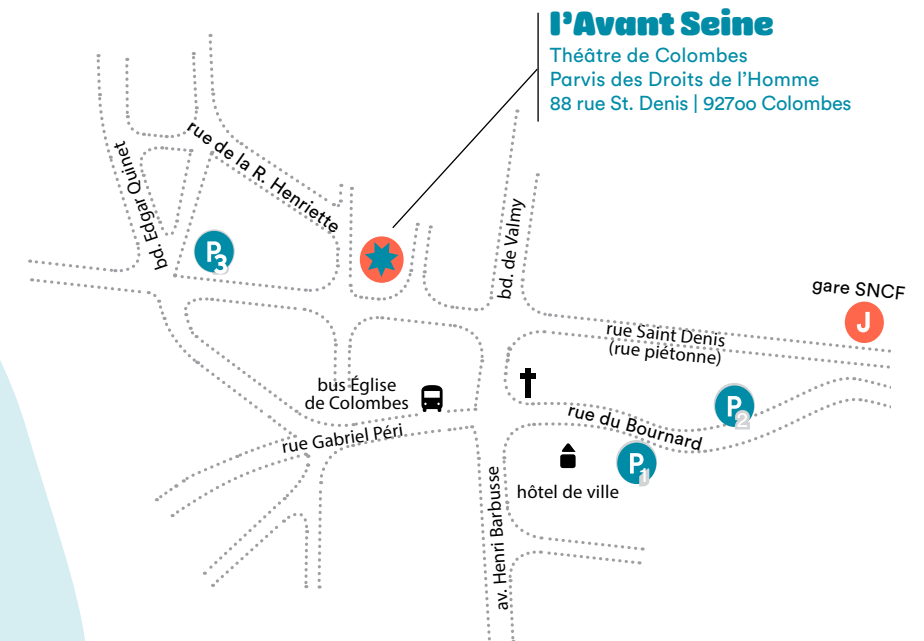 l'Avant Seine
Théâtre de Colombes
Parvis des Droits de l'Homme
88 rue St. Denis | 92700 Colombes
rue de la R. Henriette
bd. Edgar Quinet
P3
bd. de Valmy
gare SNCF
J
rue Saint Denis
(rue piétonne)
bus Église
de Colombes
P2
rue du Bournard
rue Gabriel Péri
P1
hôtel de ville
av. Henri Barbusse